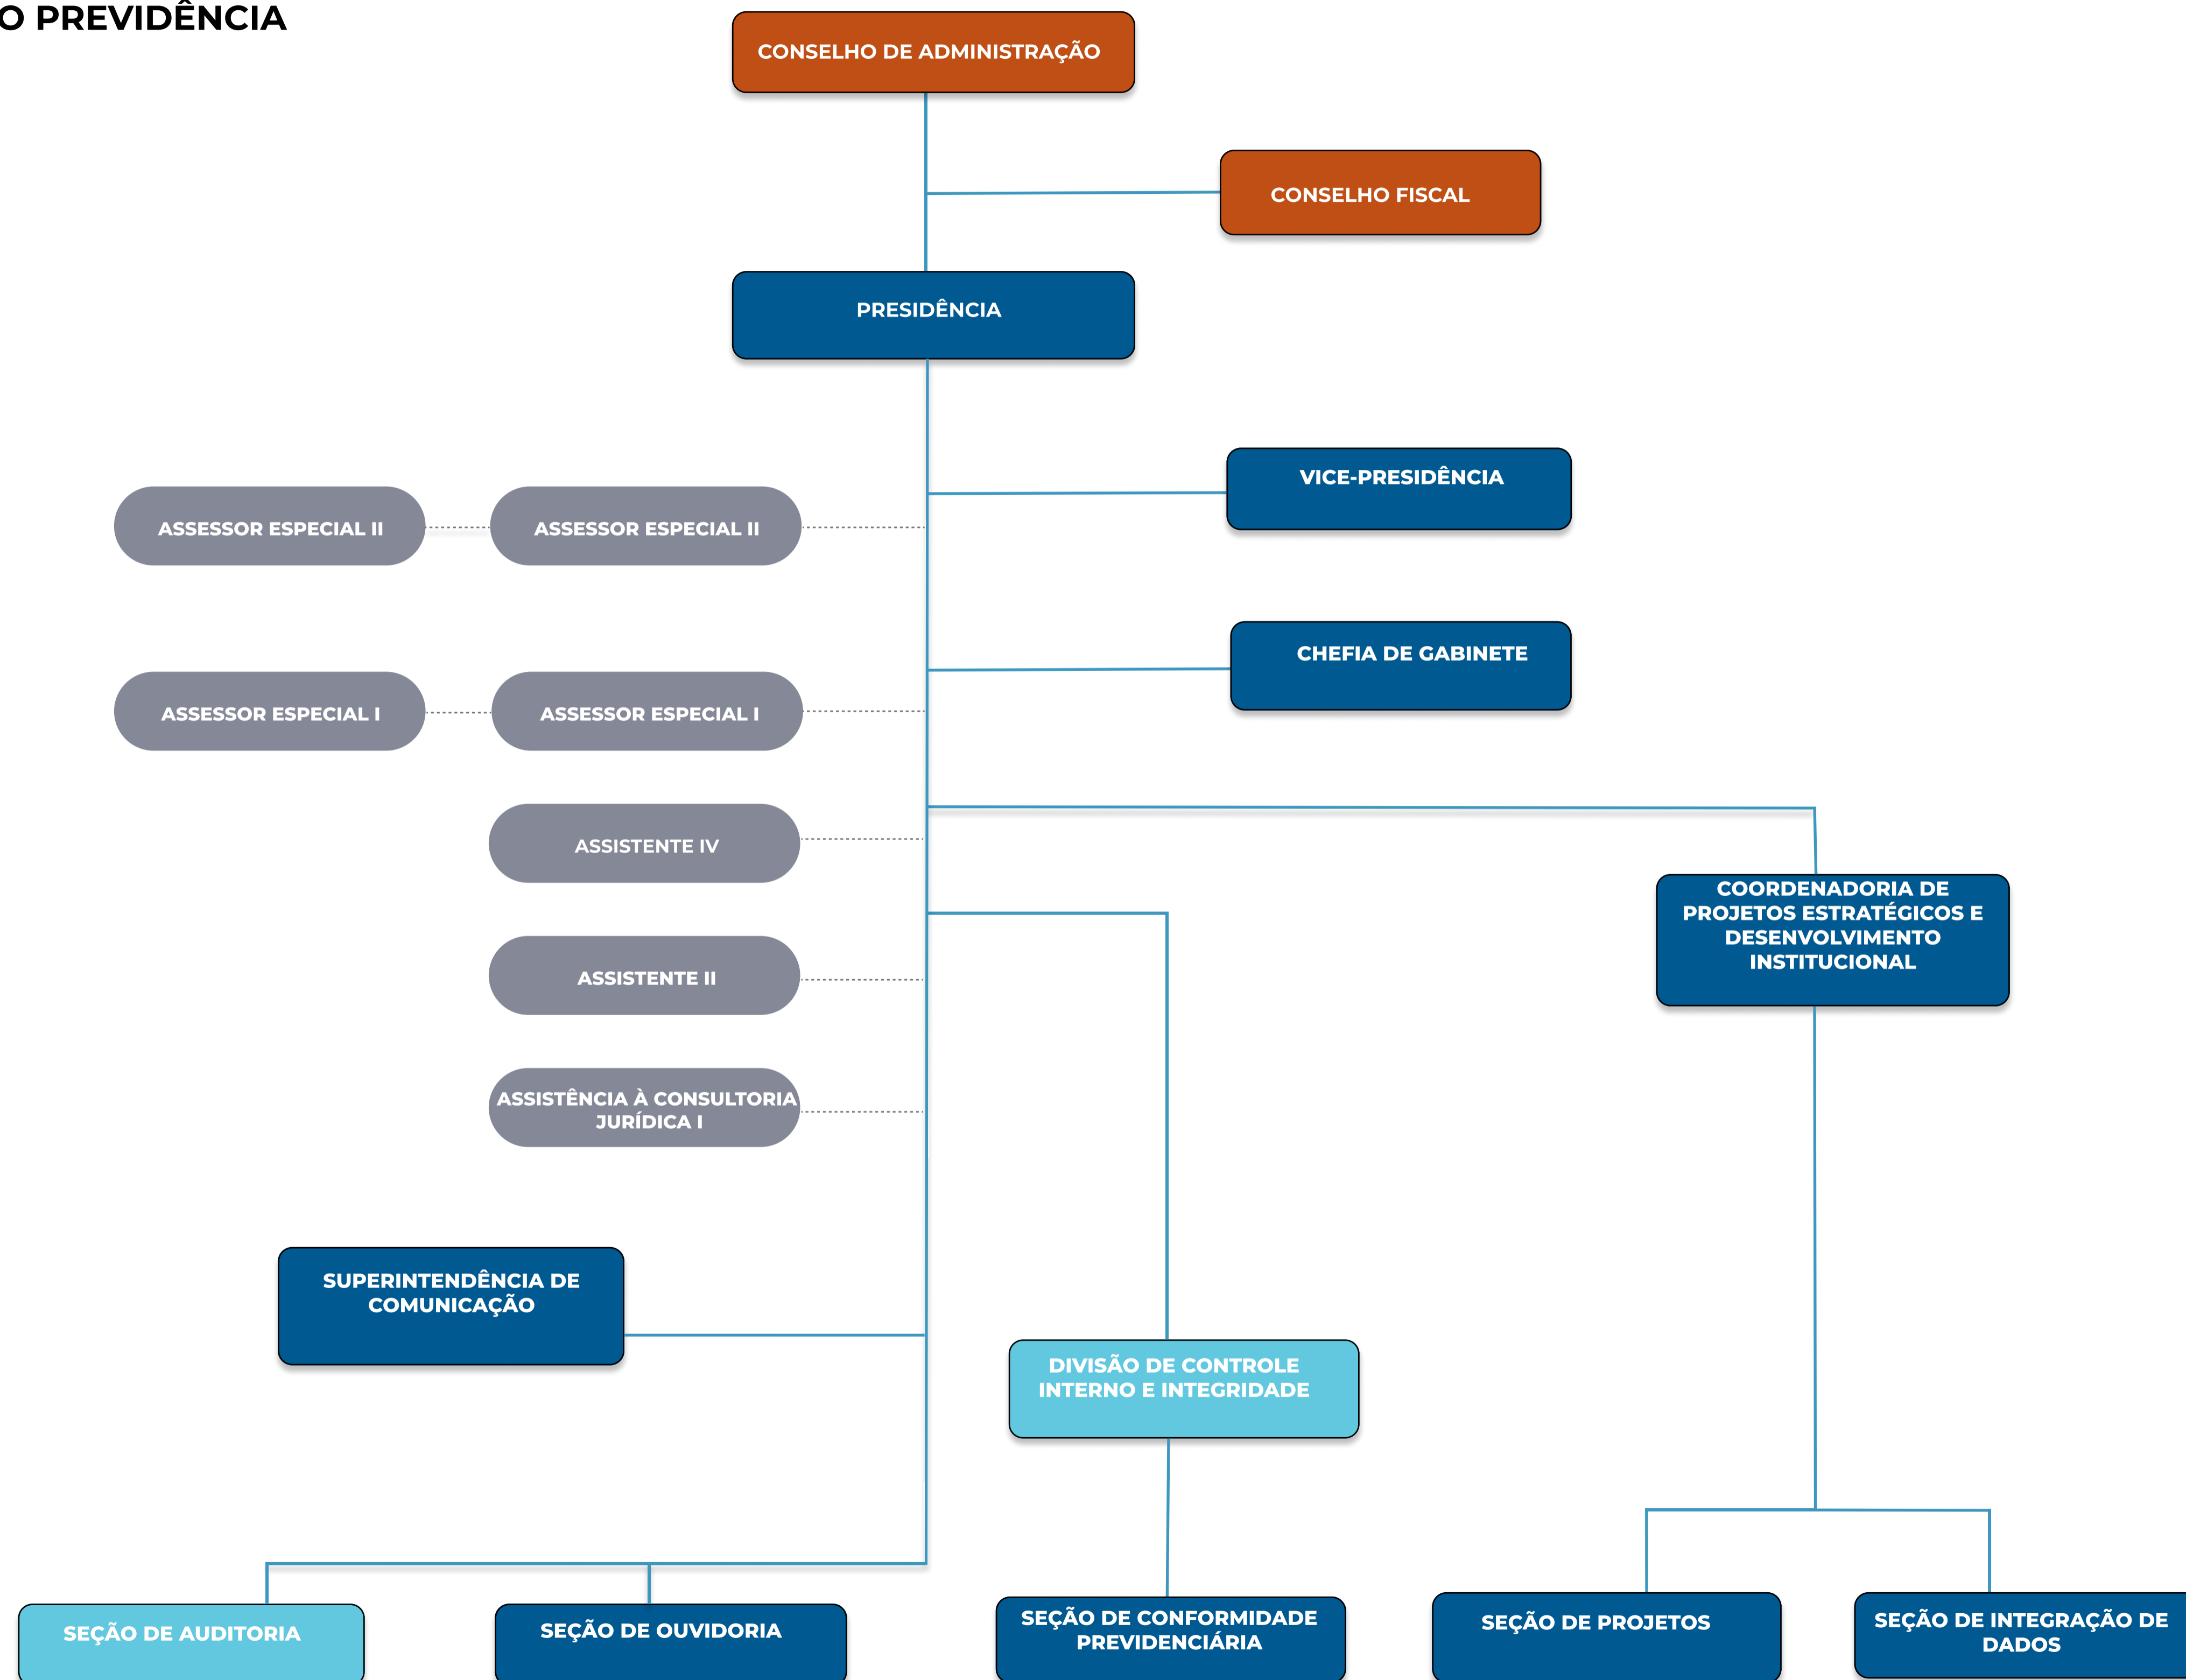 O PREVIDÊNCIA
CONSELHO DE ADMINISTRAÇÃO
CONSELHO FISCAL
PRESIDÊNCIA
VICE-PRESIDÊNCIA
ASSESSOR ESPECIAL II
ASSESSOR ESPECIAL II
CHEFIA DE GABINETE
ASSESSOR ESPECIAL I
ASSESSOR ESPECIAL I
ASSISTENTE IV
COORDENADORIA DE
PROJETOS ESTRATÉGICOS E
DESENVOLVIMENTO
INSTITUCIONAL
ASSISTENTE II
ASSISTÊNCIA À CONSULTORIA
JURÍDICA I
SUPERINTENDÊNCIA DE
COMUNICAÇÃO
DIVISÃO DE CONTROLE
INTERNO E INTEGRIDADE
SEÇÃO DE AUDITORIA
SEÇÃO DE OUVIDORIA
SEÇÃO DE CONFORMIDADE
PREVIDENCIÁRIA
SEÇÃO DE PROJETOS
SEÇÃO DE INTEGRAÇÃO DE
DADOS